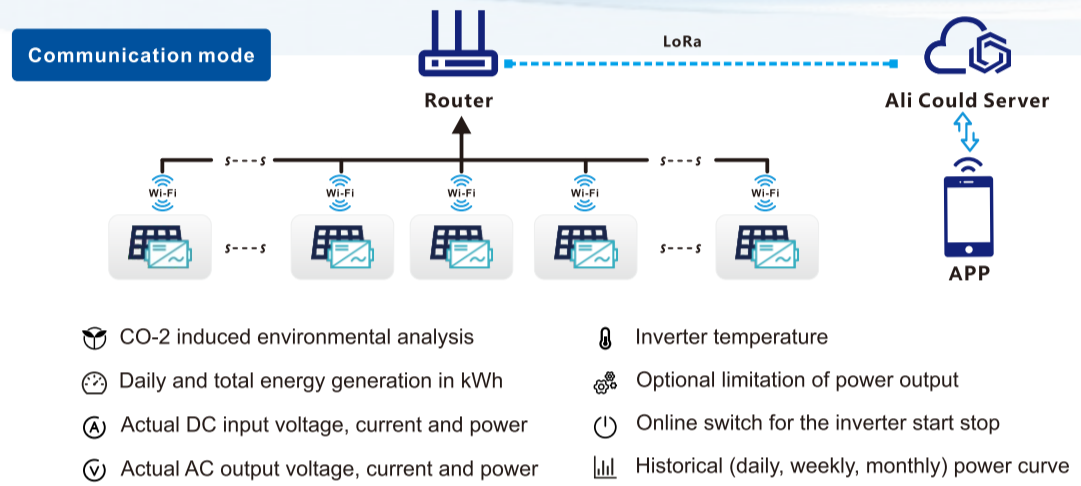 Communication mode
LoRa
Router
Ali Could Server
s---s
s---s
Wi-Fi
Wi-Fi
Wi-Fi
Wi-Fi
Wi-Fi
s---s
s---s
APP
CO-2 induced environmental analysis
Daily and total energy generation in kWh
A Actual DC input voltage, current and power
V Actual AC output voltage, current and power
Inverter temperature
Optional limitation of power output
Online switch for the inverter start stop
Historical (daily, weekly, monthly) power curve